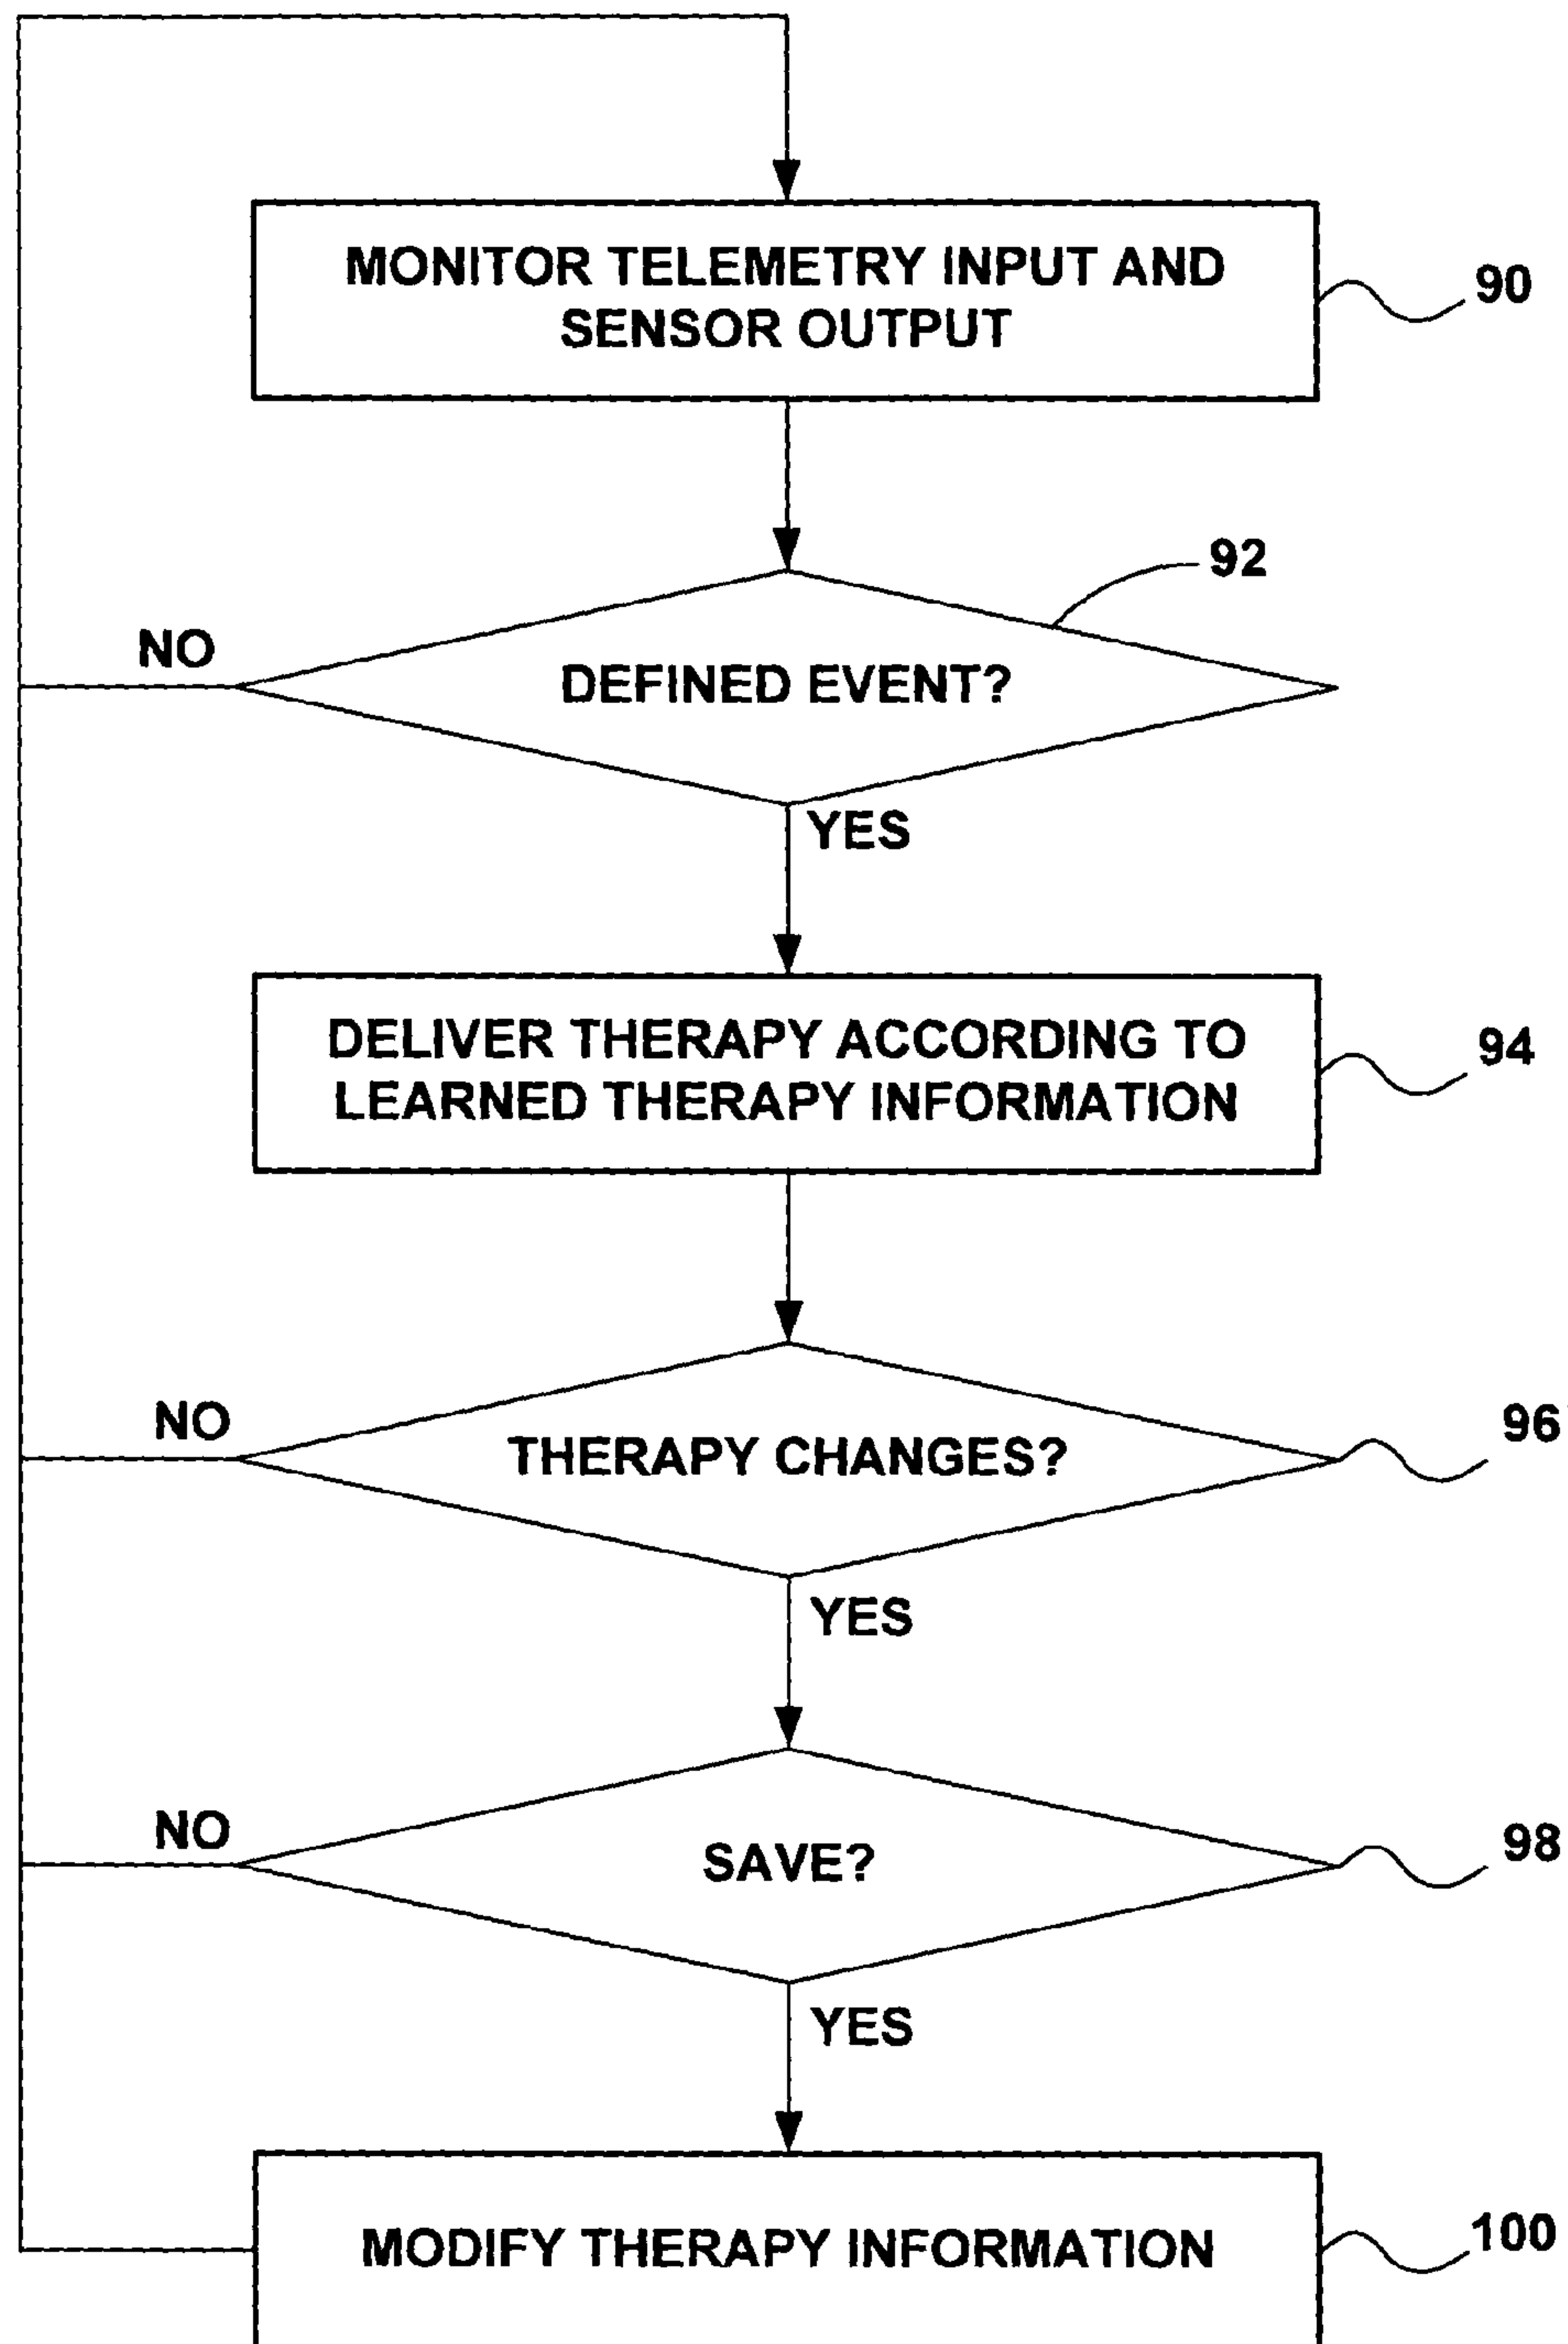 MONITOR TELEMETRY INPUT AND
SENSOR OUTPUT
90
92
NO
DEFINED EVENT?
YES
DELIVER THERAPY ACCORDING TO
LEARNED THERAPY INFORMATION
94
NO
THERAPY CHANGES?
96
YES
NO
SAVE?
98
YES
MODIFY THERAPY INFORMATION
100